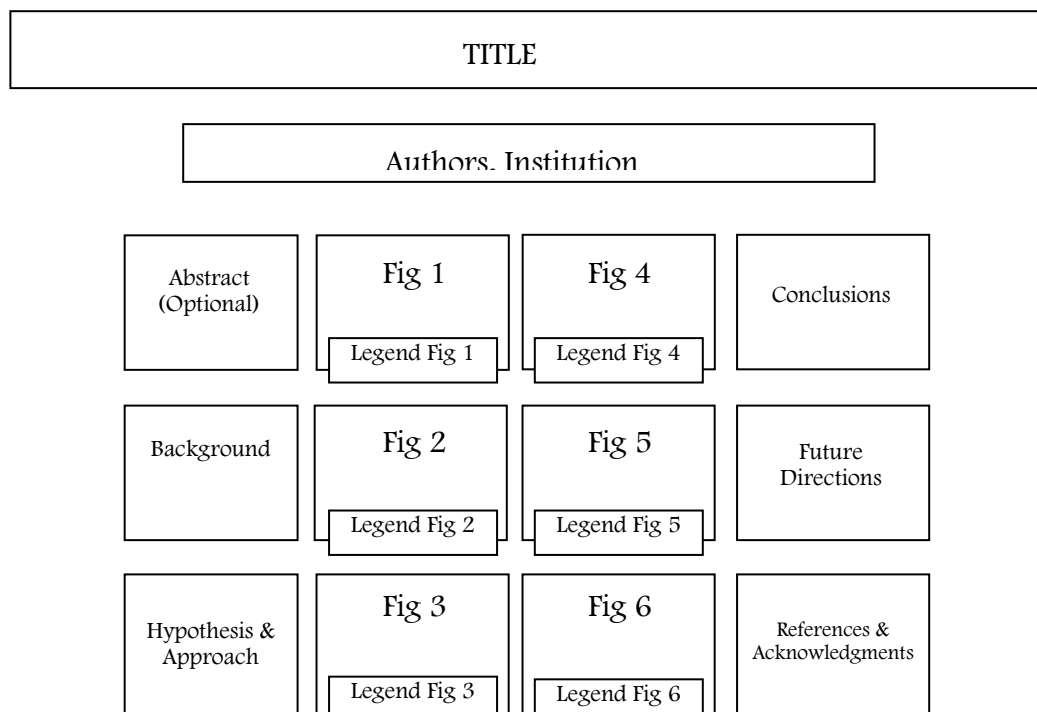 TITLE
Authors, Institution
Abstract
(Optional)
Fig 1
Legend Fig 1
Fig 4
Legend Fig 4
Conclusions
Background
Fig 2
Legend Fig 2
Fig 5
Legend Fig 5
Future
Directions
Hypothesis &
Approach
Fig 3
Legend Fig 3
Fig 6
Legend Fig 6
References &
Acknowledgments